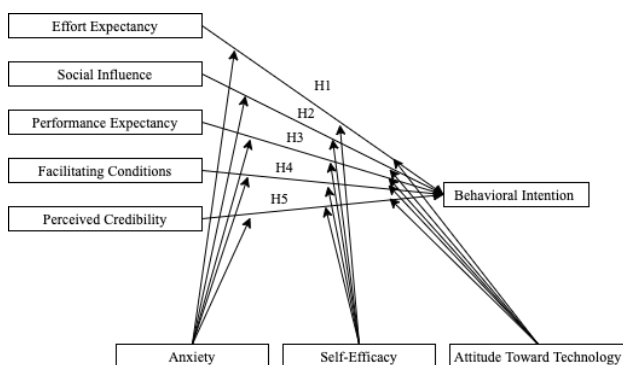 Effort Expectancy
H1
Social Influence
H2
Performance Expectancy
H3
Facilitating Conditions
H4
Behavioral Intention
Perceived Credibility
H5
Anxiety
Self-Efficacy
Attitude Toward Technology